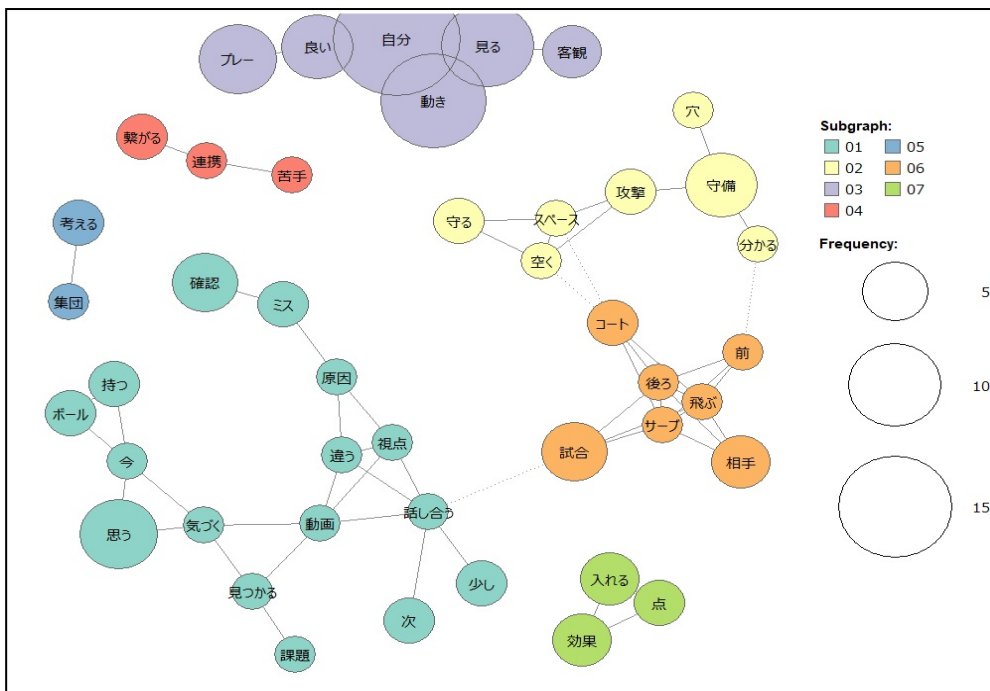 自分
プレー
良い
見る
客観
動き
穴
繋がる
連携
苦手
守備
攻撃
守る
スペース
空く
分かる
考える
集団
確認
ミス
コート
前
原因
後ろ
飛ぶ
サーブ
持つ
ボール
今
違う
視点
試合
相手
思う
気づく
動画
話し合う
見つかる
少し
次
課題
入れる
点
効果
Subgraph:
01 05
02 06
03 07
04
Frequency:
5
10
15